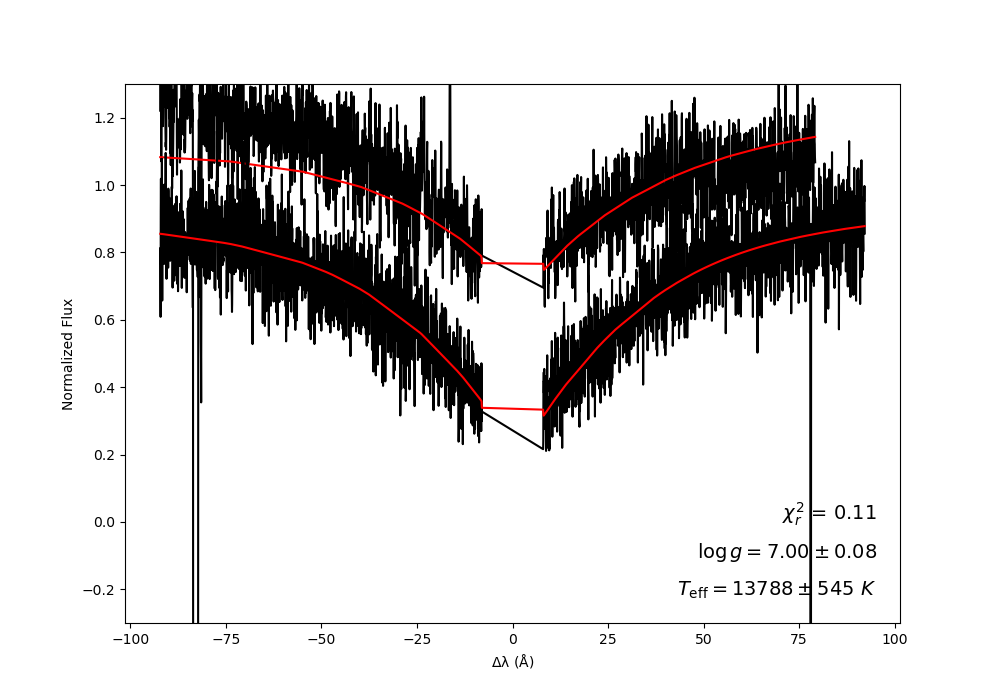 1.2
1.0
0.8
0.6
0.4
0.2
0.0
−0.2
Normalized Flux
χ²ᵣ = 0.11
log g = 7.00 ± 0.08
T_eff = 13788 ± 545 K
−100 −75 −50 −25 0 25 50 75 100
Δλ (Å)